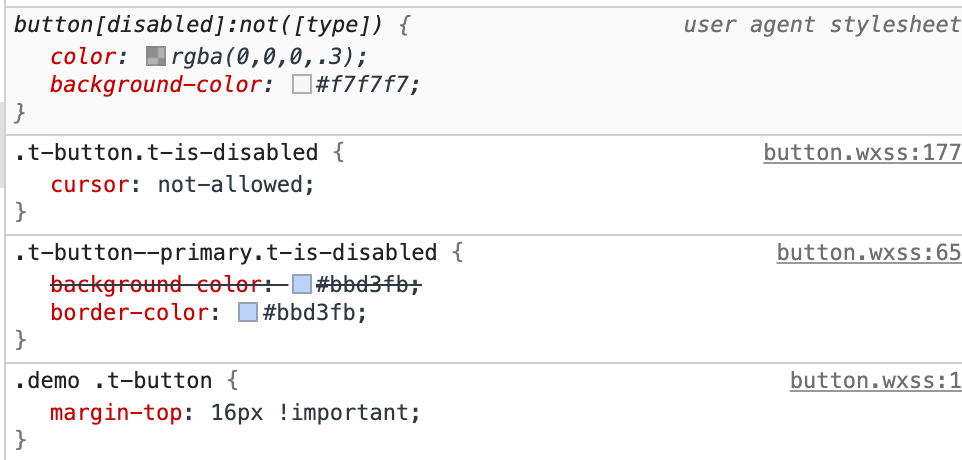 button[disabled]:not([type]) { user agent stylesheet
color: rgba(0,0,0,.3);
background-color: #f7f7f7;
}
.t-button.t-is-disabled { button.wxss:177
cursor: not-allowed;
}
.t-button--primary.t-is-disabled { button.wxss:65
background-color: #bbd3fb;
border-color: #bbd3fb;
}
.demo .t-button { button.wxss:1
margin-top: 16px !important;
}